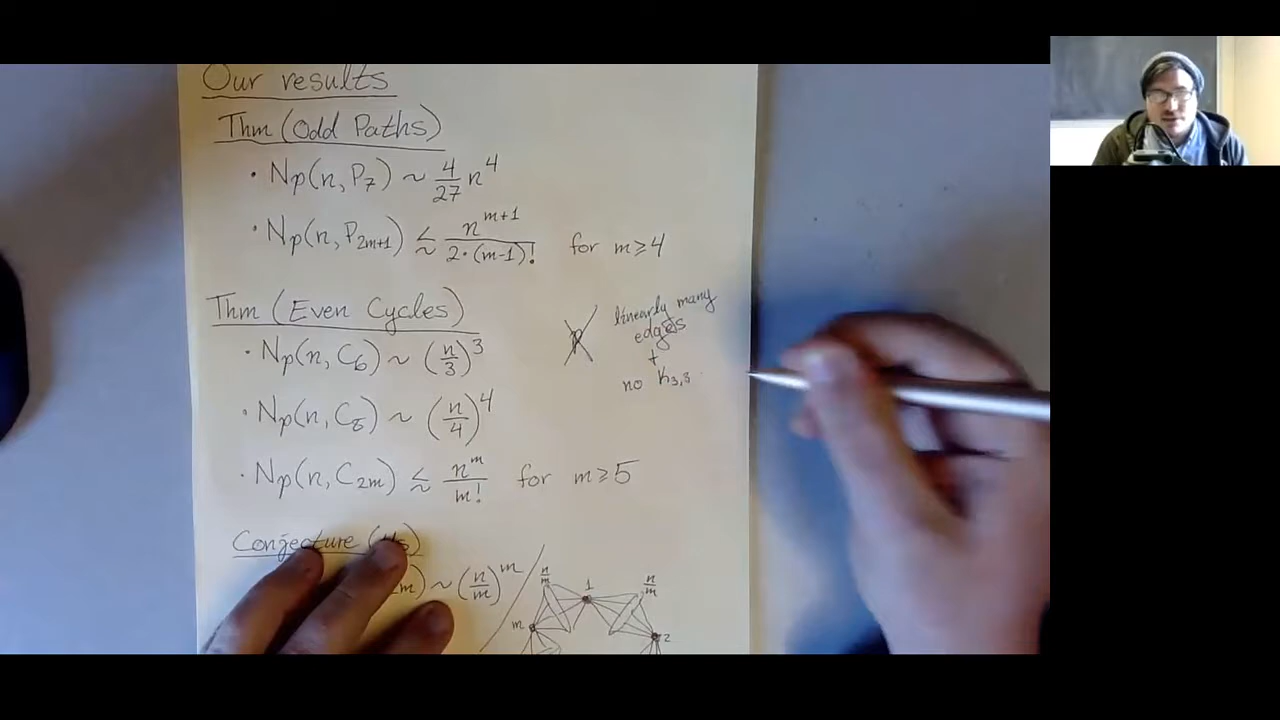 Our results
Thm (Odd Paths)
· Np(n, P₇) ~ 4/27 n⁴
· Np(n, P₂ₘ₊₁) ≲ n^(m+1) / 2·(m-1)! for m ≥ 4
Thm (Even Cycles)
linearly many
edges
+
no K₃,₃
· Np(n, C₆) ~ (n/3)³
· Np(n, C₈) ~ (n/4)⁴
· Np(n, C₂ₘ) ≲ n^m / m! for m ≥ 5
Conjecture
₂ₘ) ~ (n/m)^m
n/m
1
n/m
m
2